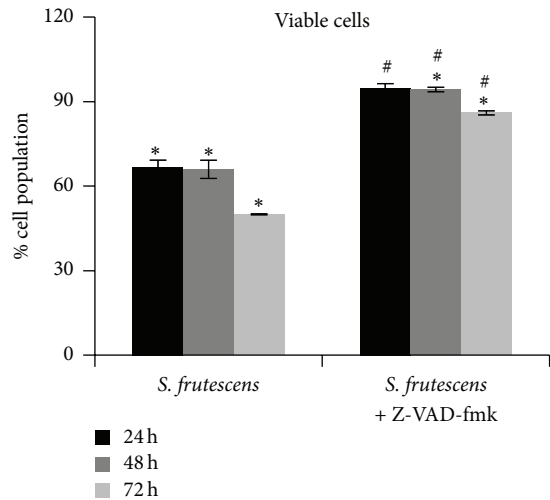 Viable cells
120
90
60
30
0
% cell population
* * *
# # #
* *
S. frutescens
S. frutescens
+ Z-VAD-fmk
24 h
48 h
72 h